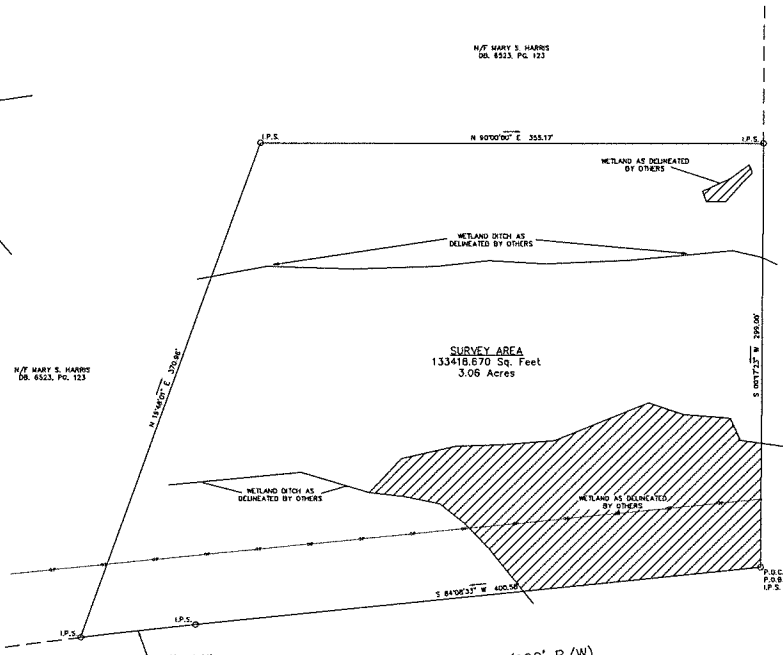 N/F MARY S. HARRIS
DB. 6523, PG. 123
I.P.S.
N 90°00'00" E 355.17'
I.P.S.
WETLAND AS DELINEATED
BY OTHERS
WETLAND DITCH AS
DELINEATED BY OTHERS
S 00°17'23" W 299.00'
SURVEY AREA
133418.670 Sq. Feet
3.06 Acres
N/F MARY S. HARRIS
DB. 6523, PG. 123
N 19°48'01" E 370.96'
WETLAND DITCH AS
DELINEATED BY OTHERS
WETLAND AS DELINEATED
BY OTHERS
P.O.C.
P.O.B.
I.P.S.
S 84°08'33" W 400.58'
I.P.S.
I.P.S.
R/W)